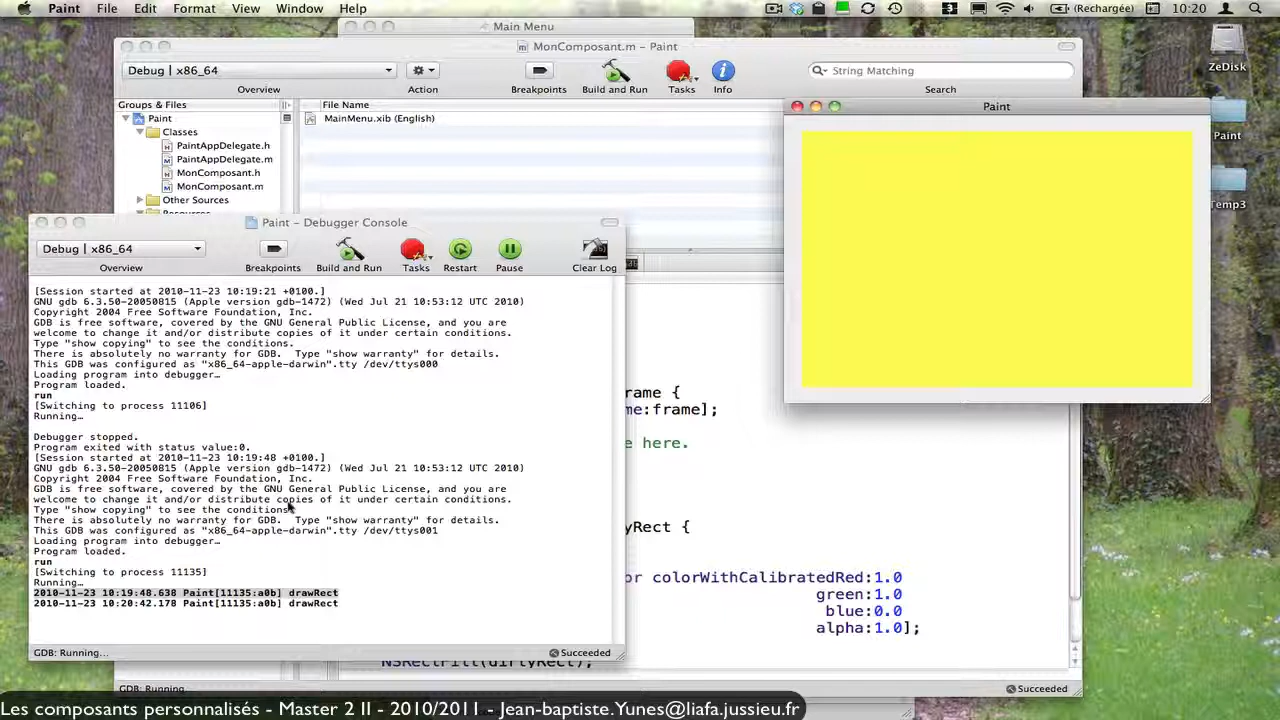 Paint File Edit Format View Window Help 3 (Rechargée) 10:20
Main Menu
MonComposant.m - Paint
Debug | x86_64
Overview
Action
Breakpoints
Build and Run
Tasks
Info
String Matching
Search
Groups & Files
File Name
Paint
Classes
PaintAppDelegate.h
PaintAppDelegate.m
MonComposant.h
MonComposant.m
Other Sources
Resources
MainMenu.xib (English)
Paint
ZeDisk
Paint
Temp3
Paint - Debugger Console
Debug | x86_64
Overview
Breakpoints
Build and Run
Tasks
Restart
Pause
Clear Log
[Session started at 2010-11-23 10:19:21 +0100.]
GNU gdb 6.3.50-20050815 (Apple version gdb-1472) (Wed Jul 21 10:53:12 UTC 2010)
Copyright 2004 Free Software Foundation, Inc.
GDB is free software, covered by the GNU General Public License, and you are
welcome to change it and/or distribute copies of it under certain conditions.
Type "show copying" to see the conditions.
There is absolutely no warranty for GDB.  Type "show warranty" for details.
This GDB was configured as "x86_64-apple-darwin".tty /dev/ttys000
Loading program into debugger…
Program loaded.
run
[Switching to process 11106]
Running…
Debugger stopped.
Program exited with status value:0.
[Session started at 2010-11-23 10:19:48 +0100.]
GNU gdb 6.3.50-20050815 (Apple version gdb-1472) (Wed Jul 21 10:53:12 UTC 2010)
Copyright 2004 Free Software Foundation, Inc.
GDB is free software, covered by the GNU General Public License, and you are
welcome to change it and/or distribute copies of it under certain conditions.
Type "show copying" to see the conditions.
There is absolutely no warranty for GDB.  Type "show warranty" for details.
This GDB was configured as "x86_64-apple-darwin".tty /dev/ttys001
Loading program into debugger…
Program loaded.
run
[Switching to process 11135]
Running…
2010-11-23 10:19:48.638 Paint[11135:a0b] drawRect
2010-11-23 10:20:42.178 Paint[11135:a0b] drawRect
GDB: Running…
Succeeded
frame {
me:frame];
e here.
yRect {
or colorWithCalibratedRed:1.0
green:1.0
blue:0.0
alpha:1.0];
NSRectFill(dirtyRect);
GDB: Running…
Succeeded
Les composants personnalisés - Master 2 II - 2010/2011 - Jean-baptiste.Yunes@liafa.jussieu.fr